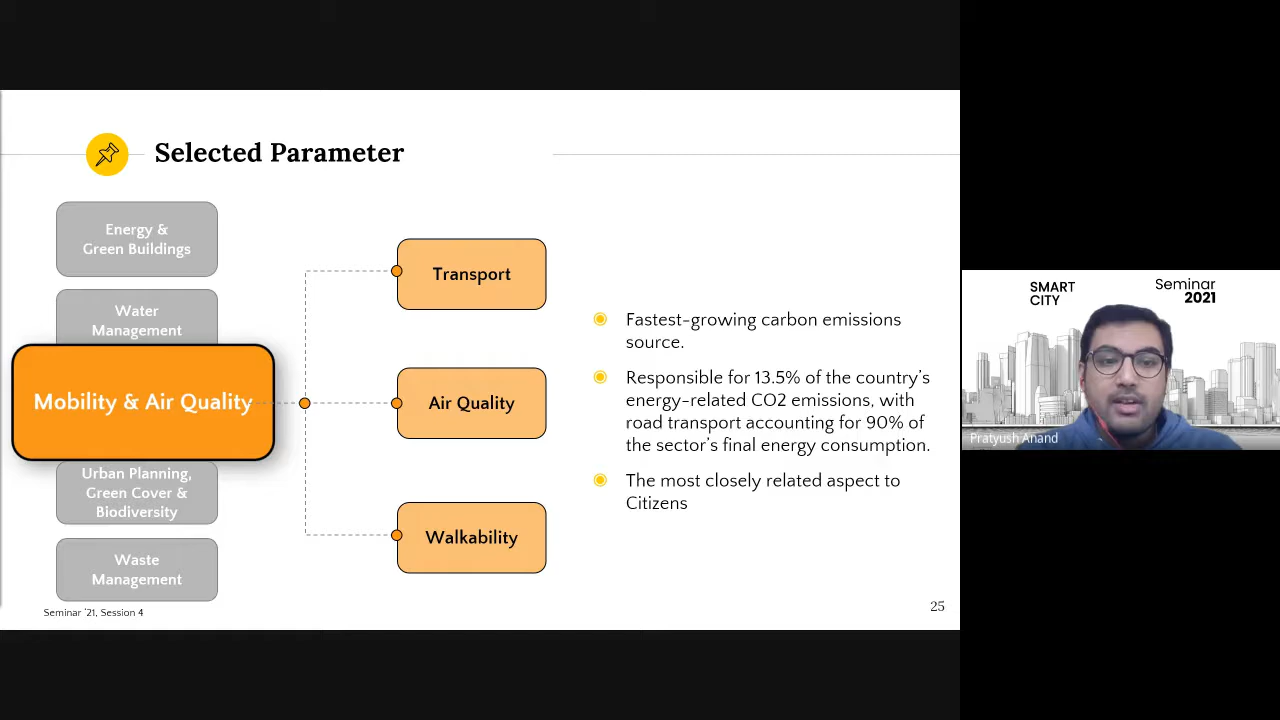 Selected Parameter
Energy &
Green Buildings
Water
Management
Mobility & Air Quality
Urban Planning,
Green Cover &
Biodiversity
Waste
Management
Transport
Air Quality
Walkability
Fastest-growing carbon emissions
source.
Responsible for 13.5% of the country’s
energy-related CO2 emissions, with
road transport accounting for 90% of
the sector’s final energy consumption.
The most closely related aspect to
Citizens
Seminar ’21, Session 4
25
SMART
CITY
Seminar
2021
Pratyush Anand